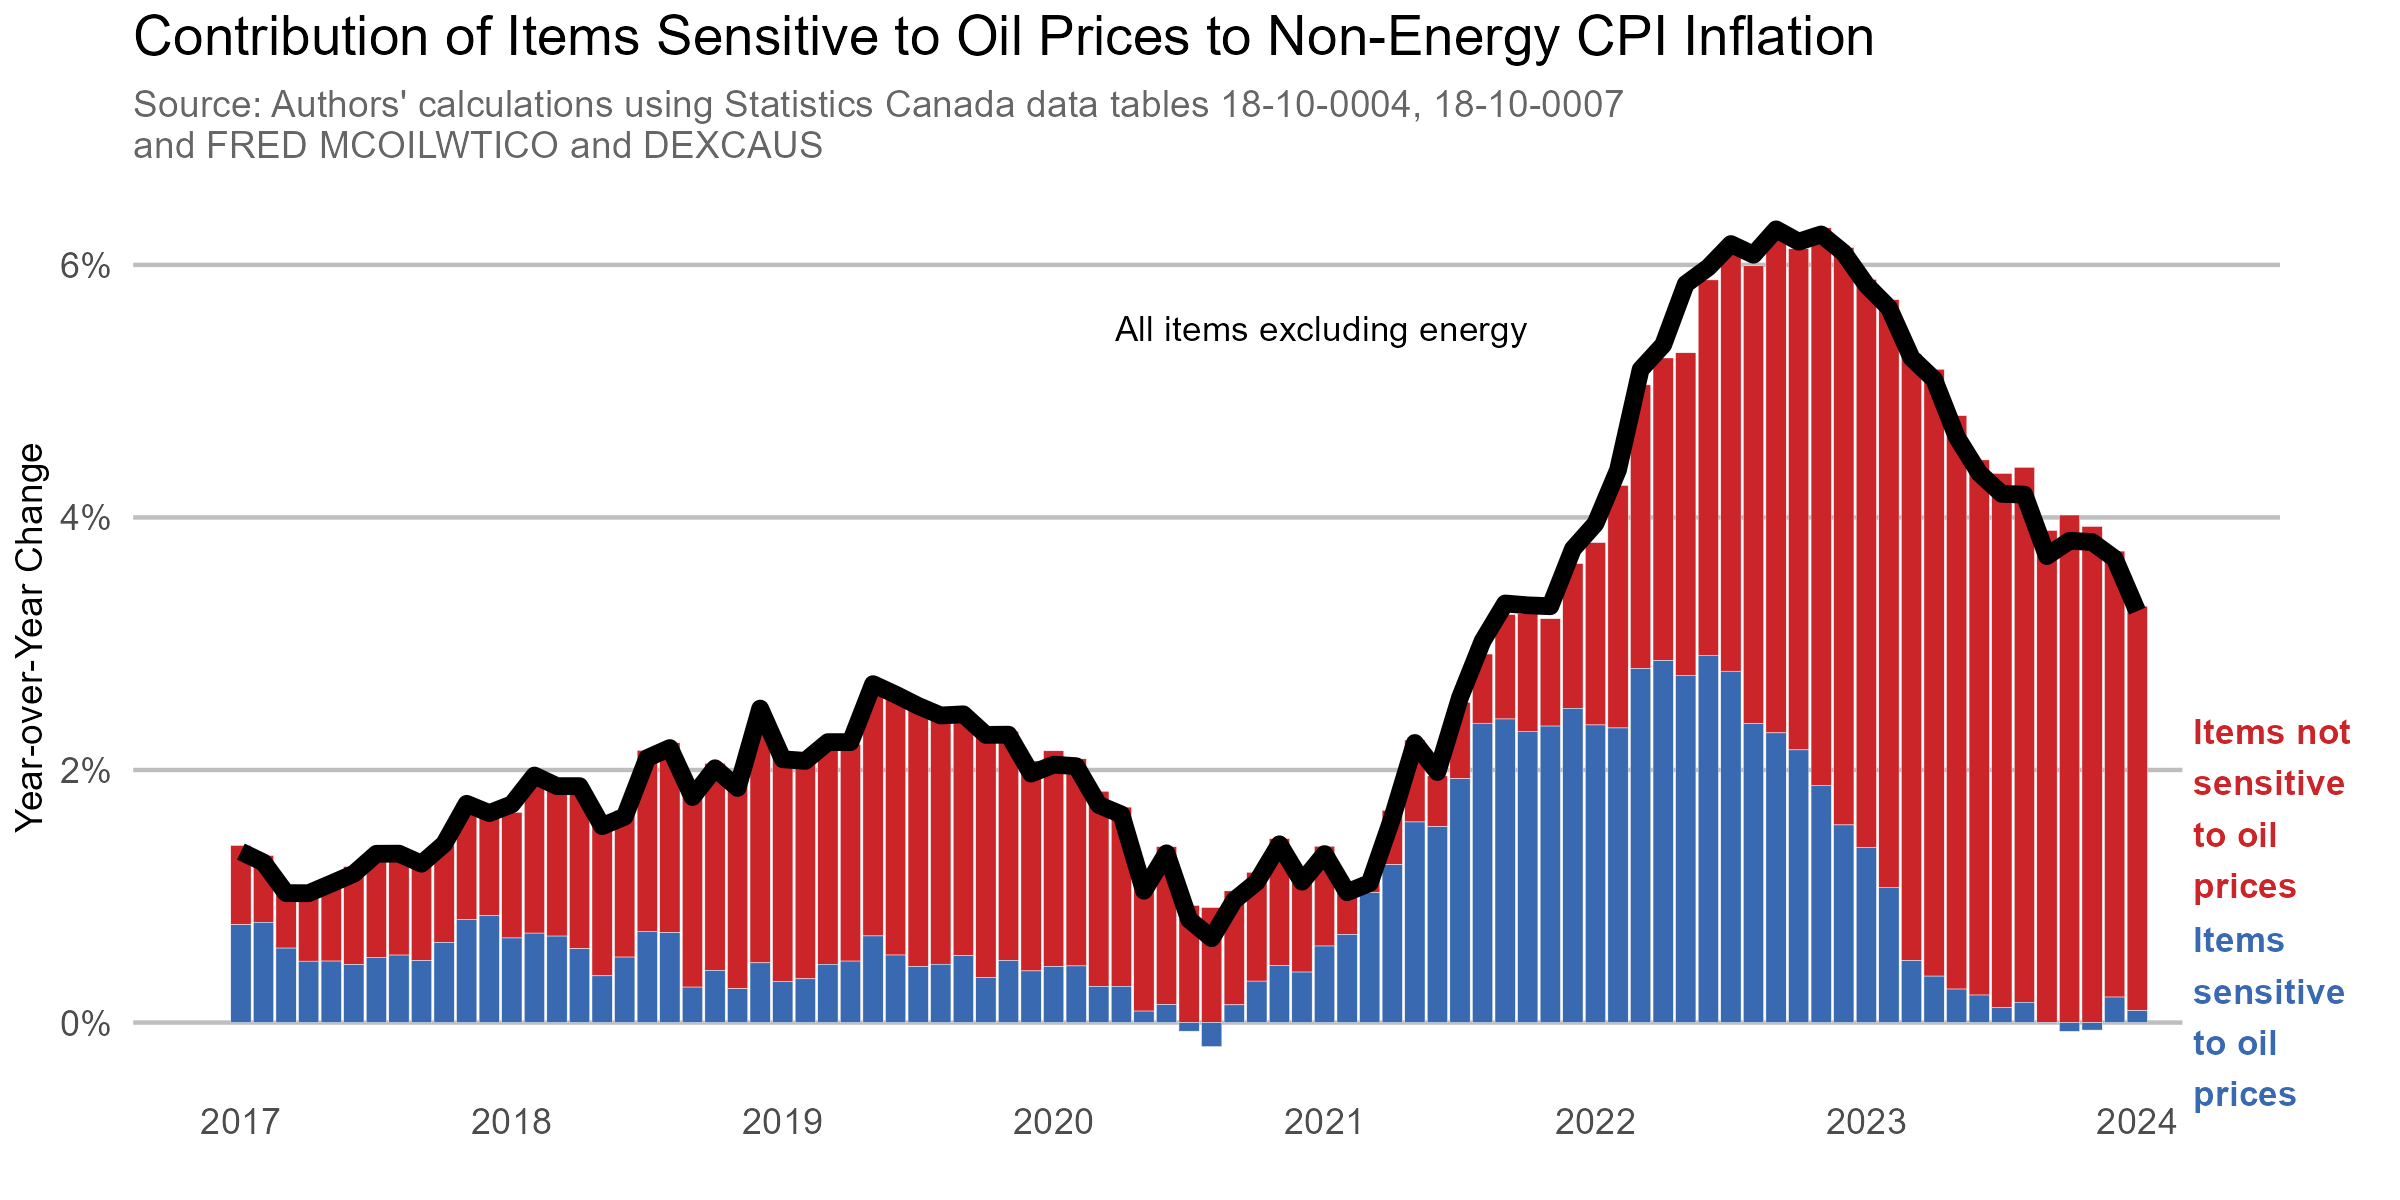 Contribution of Items Sensitive to Oil Prices to Non-Energy CPI Inflation
Source: Authors' calculations using Statistics Canada data tables 18-10-0004, 18-10-0007
and FRED MCOILWTICO and DEXCAUS
Year-over-Year Change
6%
4%
2%
0%
All items excluding energy
Items not
sensitive
to oil
prices
Items
sensitive
to oil
prices
2017
2018
2019
2020
2021
2022
2023
2024